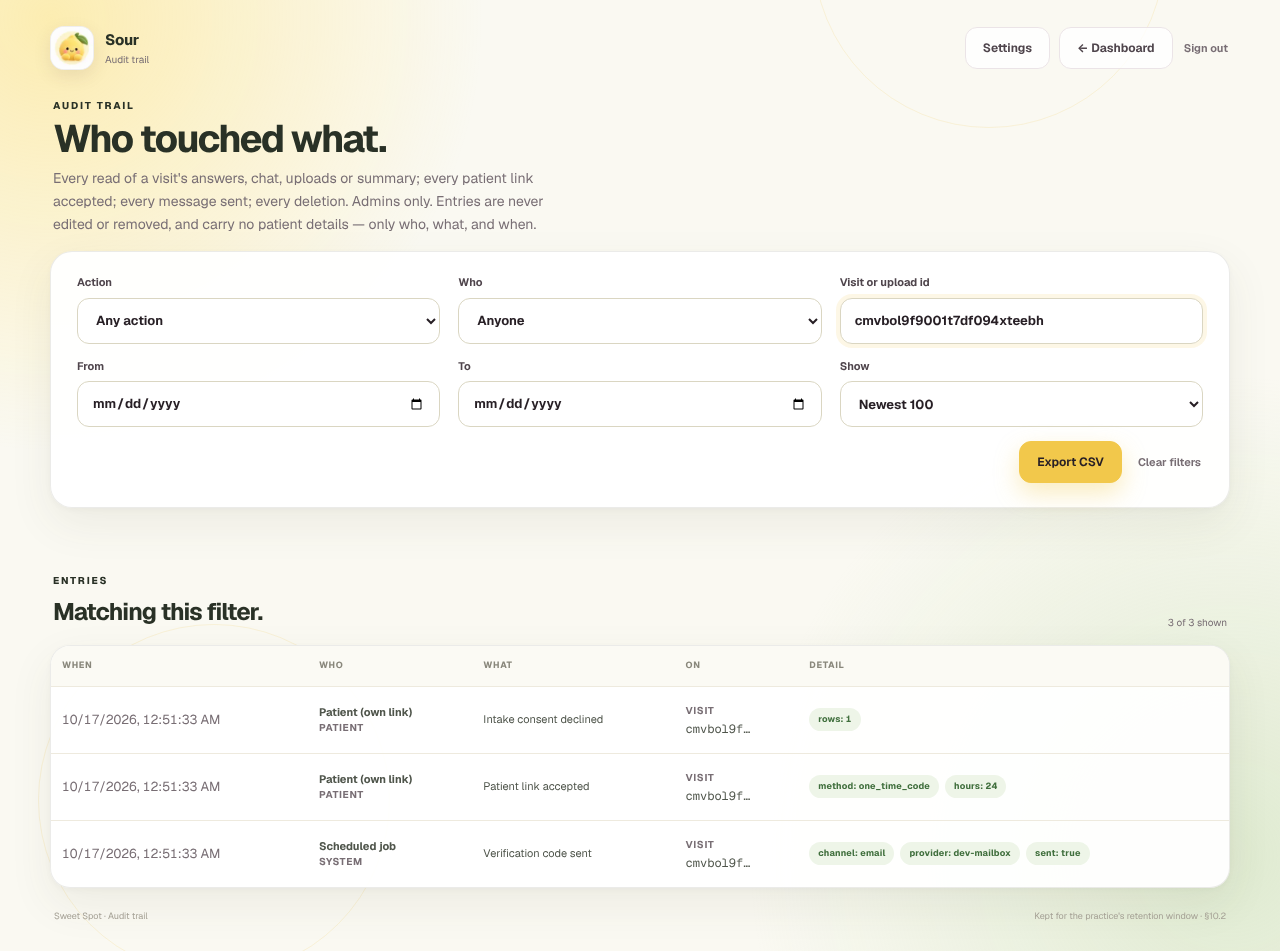 Sour
Audit trail
Settings
← Dashboard
Sign out
AUDIT TRAIL
Who touched what.
Every read of a visit's answers, chat, uploads or summary; every patient link
accepted; every message sent; every deletion. Admins only. Entries are never
edited or removed, and carry no patient details — only who, what, and when.
Action
Who
Visit or upload id
Any action
Anyone
cmvbol9f9001t7df094xteebh
From
To
Show
mm/dd/yyyy
mm/dd/yyyy
Newest 100
Export CSV
Clear filters
ENTRIES
Matching this filter.
3 of 3 shown
WHEN
WHO
WHAT
ON
DETAIL
10/17/2026, 12:51:33 AM
Patient (own link)
PATIENT
Intake consent declined
VISIT
cmvbol9f…
rows: 1
10/17/2026, 12:51:33 AM
Patient (own link)
PATIENT
Patient link accepted
VISIT
cmvbol9f…
method: one_time_code
hours: 24
10/17/2026, 12:51:33 AM
Scheduled job
SYSTEM
Verification code sent
VISIT
cmvbol9f…
channel: email
provider: dev-mailbox
sent: true
Sweet Spot · Audit trail
Kept for the practice's retention window · §10.2